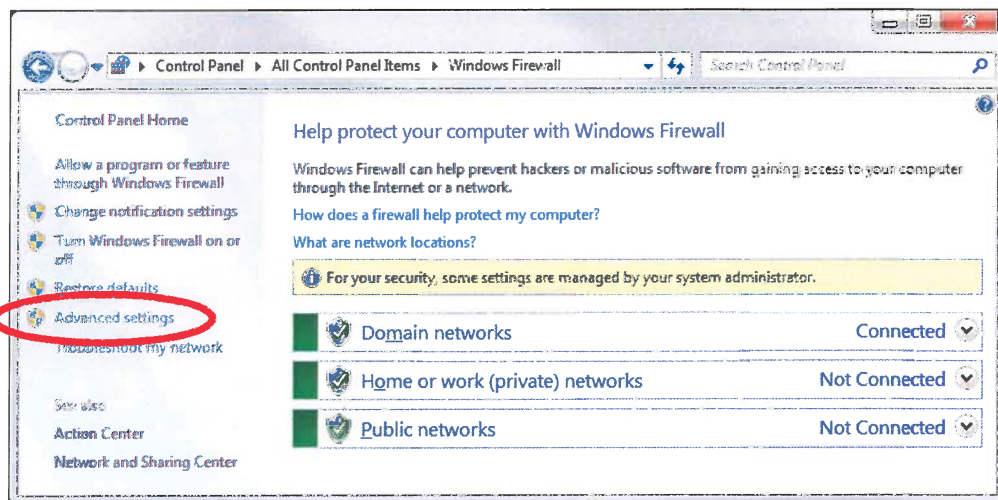 Control Panel ▸ All Control Panel Items ▸ Windows Firewall
Search Control Panel
Control Panel Home
Allow a program or feature
through Windows Firewall
Change notification settings
Turn Windows Firewall on or
off
Restore defaults
Advanced settings
Troubleshoot my network
See also
Action Center
Network and Sharing Center
Help protect your computer with Windows Firewall
Windows Firewall can help prevent hackers or malicious software from gaining access to your computer
through the Internet or a network.
How does a firewall help protect my computer?
What are network locations?
For your security, some settings are managed by your system administrator.
Domain networks Connected
Home or work (private) networks Not Connected
Public networks Not Connected